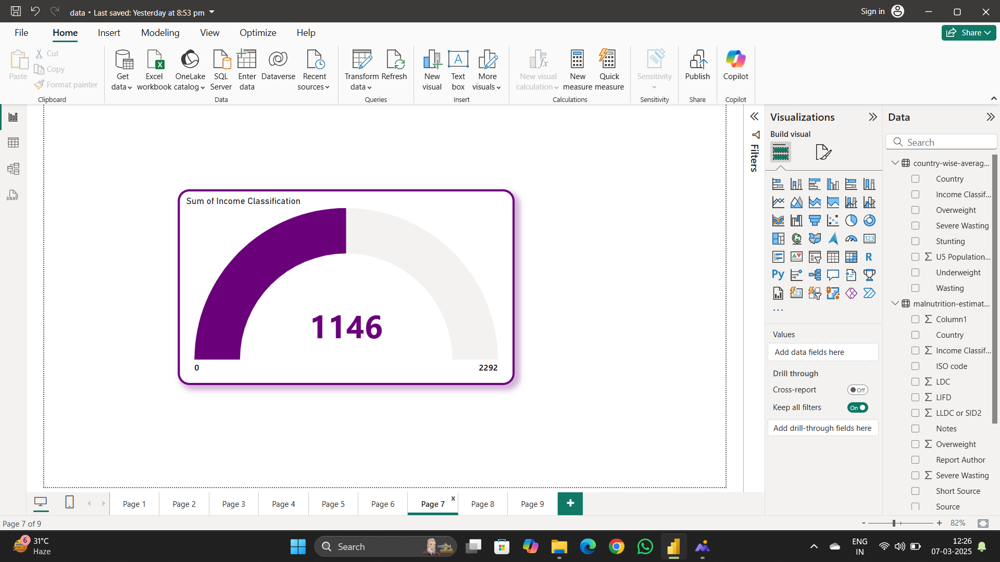 data • Last saved: Yesterday at 8:53 pm
Sign in
File
Home
Insert
Modeling
View
Optimize
Help
Share
Paste
Cut
Copy
Format painter
Clipboard
Get data
Excel workbook
OneLake catalog
SQL Server
Enter data
Dataverse
Recent sources
Data
Transform data
Refresh
Queries
New visual
A
Text box
More visuals
Insert
New visual calculation
New measure
Quick measure
Calculations
Sensitivity
Sensitivity
Publish
Share
Copilot
Copilot
DAX
Sum of Income Classification
1146
0
2292
Filters
Visualizations
Build visual
123
R
Py
123
...
Values
Add data fields here
Drill through
Cross-report
Off
Keep all filters
On
Add drill-through fields here
Data
Search
country-wise-averag...
Country
Income Classif...
Overweight
Severe Wasting
Stunting
U5 Population...
Underweight
Wasting
malnutrition-estimat...
Column1
Country
Income Classif...
ISO code
LDC
LIFD
LLDC or SID2
Notes
Overweight
Report Author
Severe Wasting
Short Source
Source
Page 1
Page 2
Page 3
Page 4
Page 5
Page 6
Page 7
x
Page 8
Page 9
+
Page 7 of 9
- + 82%
6
31°C
Haze
Search
ENG
IN
12:26
07-03-2025